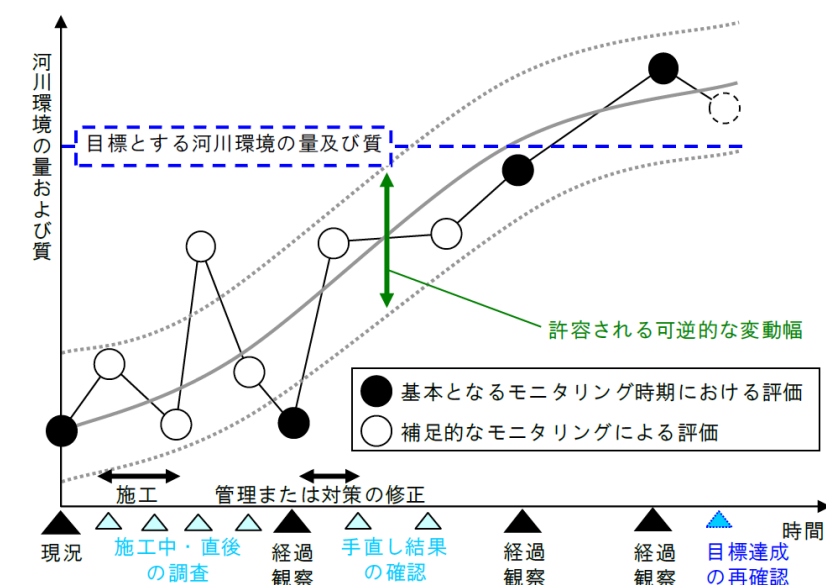 河川環境の量および質
目標とする河川環境の量及び質
許容される可逆的な変動幅
基本となるモニタリング時期における評価
補足的なモニタリングによる評価
施工
管理または対策の修正
時間
現況
施工中・直後
の調査
経過
観察
手直し結果
の確認
経過
観察
経過
観察
目標達成
の再確認